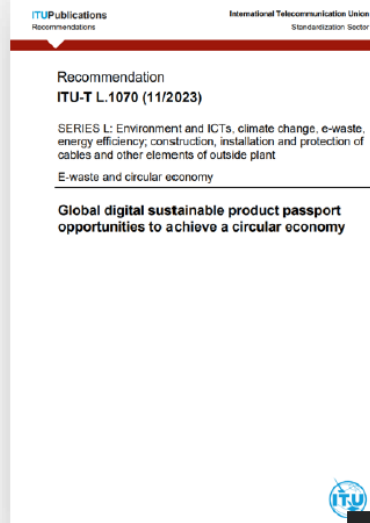 ITUPublications
International Telecommunication Union
Recommendations
Standardization Sector
Recommendation
ITU-T L.1070 (11/2023)
SERIES L: Environment and ICTs, climate change, e-waste,
energy efficiency; construction, installation and protection of
cables and other elements of outside plant
E-waste and circular economy
Global digital sustainable product passport
opportunities to achieve a circular economy
ITU